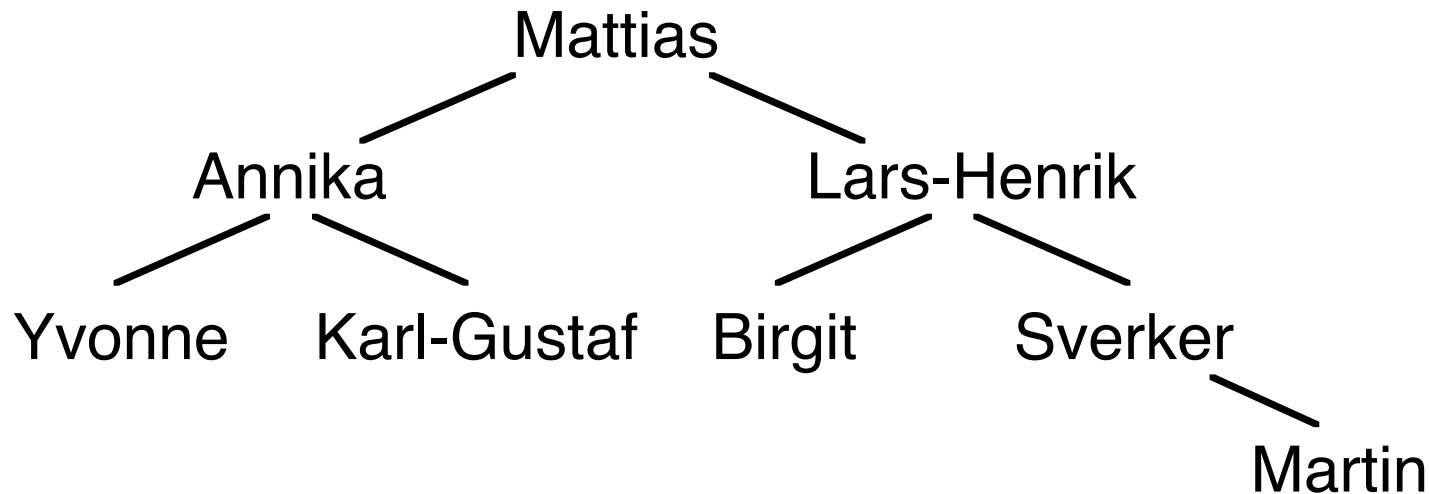 Mattias
Annika Lars-Henrik
Yvonne Karl-Gustaf Birgit Sverker
Martin